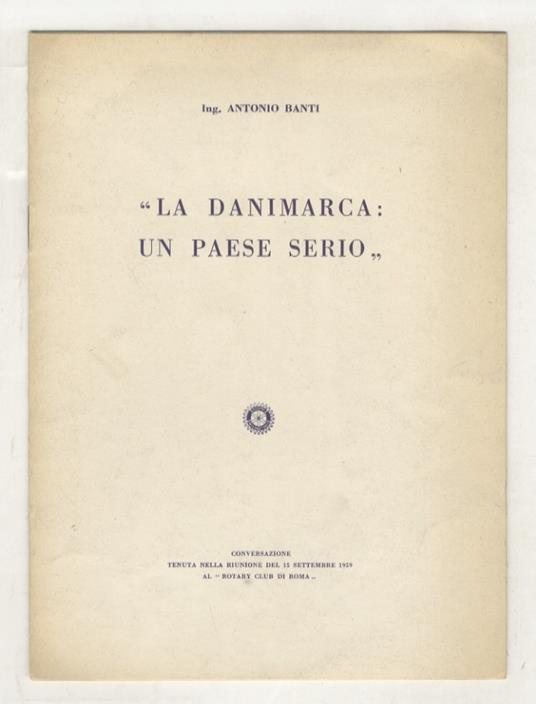 Ing. ANTONIO BANTI
“LA DANIMARCA:
UN PAESE SERIO„
CONVERSAZIONE
TENUTA NELLA RIUNIONE DEL 15 SETTEMBRE 1959
AL “ROTARY CLUB DI ROMA„